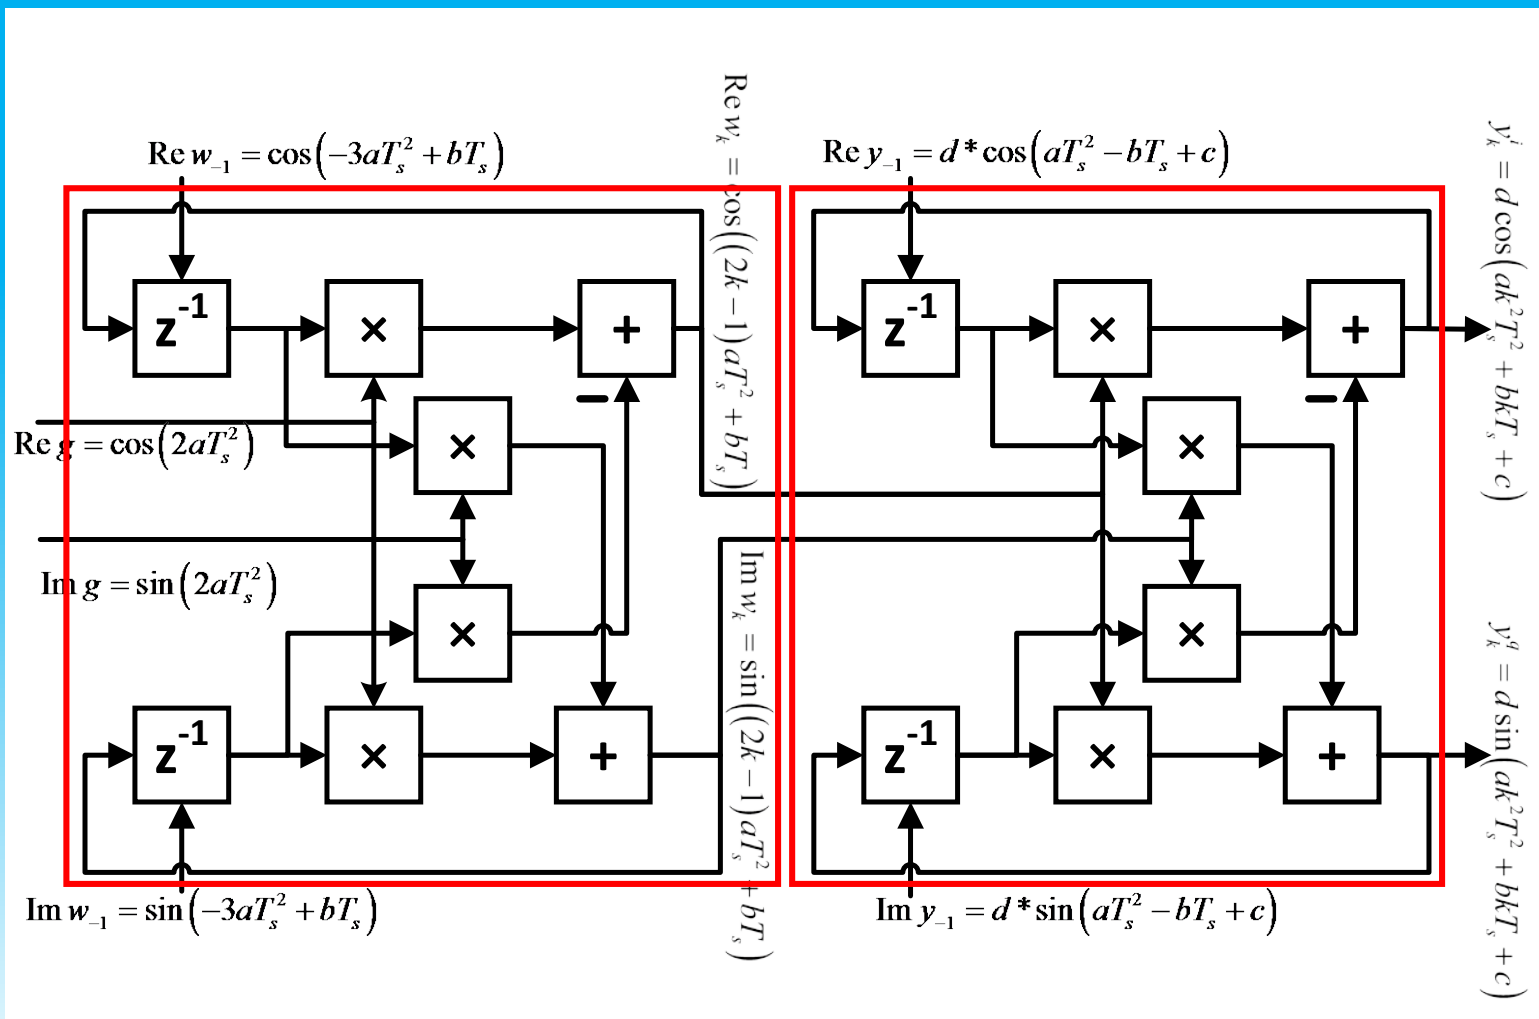 Re w₋₁ = cos(−3aTₛ² + bTₛ)
Re wₖ = cos((2k − 1)aTₛ² + bTₛ)
Re y₋₁ = d * cos(aTₛ² − bTₛ + c)
yₖⁱ = d cos(ak²Tₛ² + bkTₛ + c)
z⁻¹
×
+
z⁻¹
×
+
−
−
Re g = cos(2aTₛ²)
×
×
Im g = sin(2aTₛ²)
×
×
Im wₖ = sin((2k − 1)aTₛ² + bTₛ)
yₖ^q = d sin(ak²Tₛ² + bkTₛ + c)
z⁻¹
×
+
z⁻¹
×
+
Im w₋₁ = sin(−3aTₛ² + bTₛ)
Im y₋₁ = d * sin(aTₛ² − bTₛ + c)